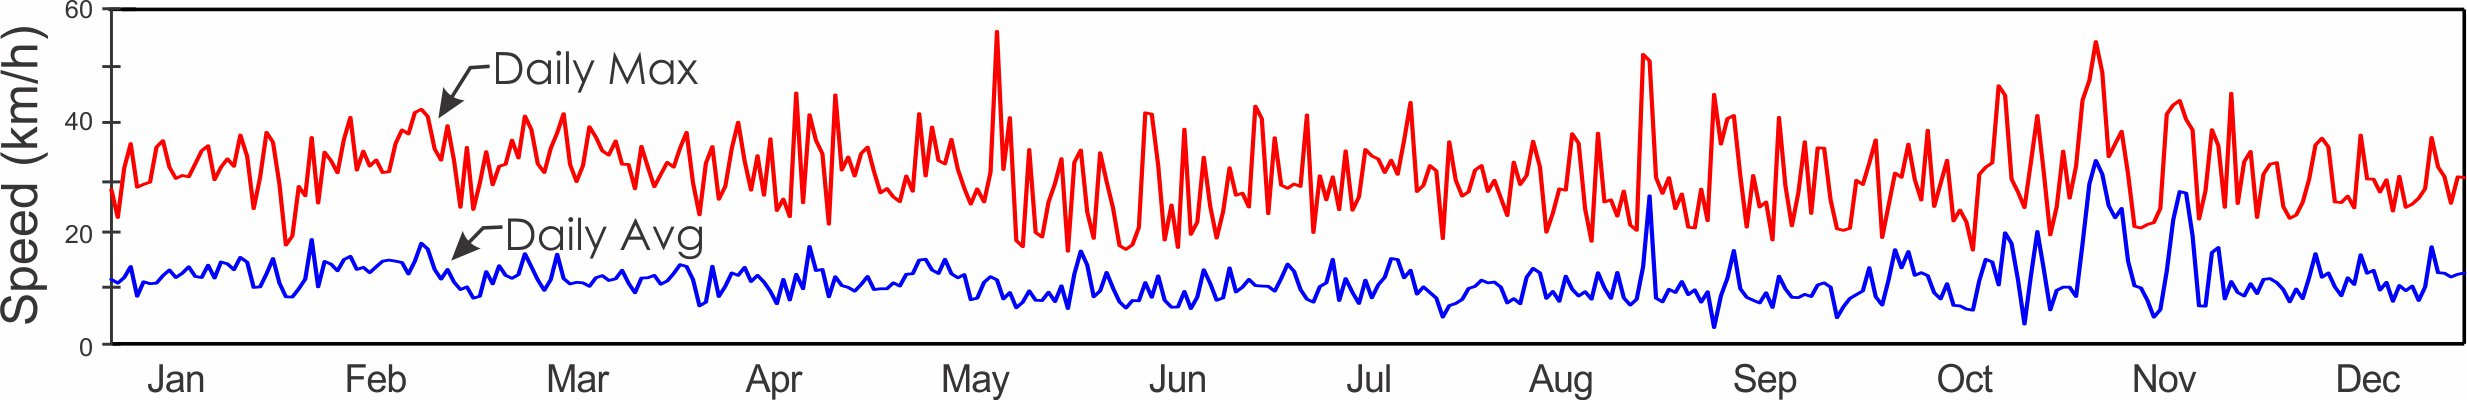 60
40
20
0
Speed (km/h)
Daily Max
Daily Avg
Jan Feb Mar Apr May Jun Jul Aug Sep Oct Nov Dec